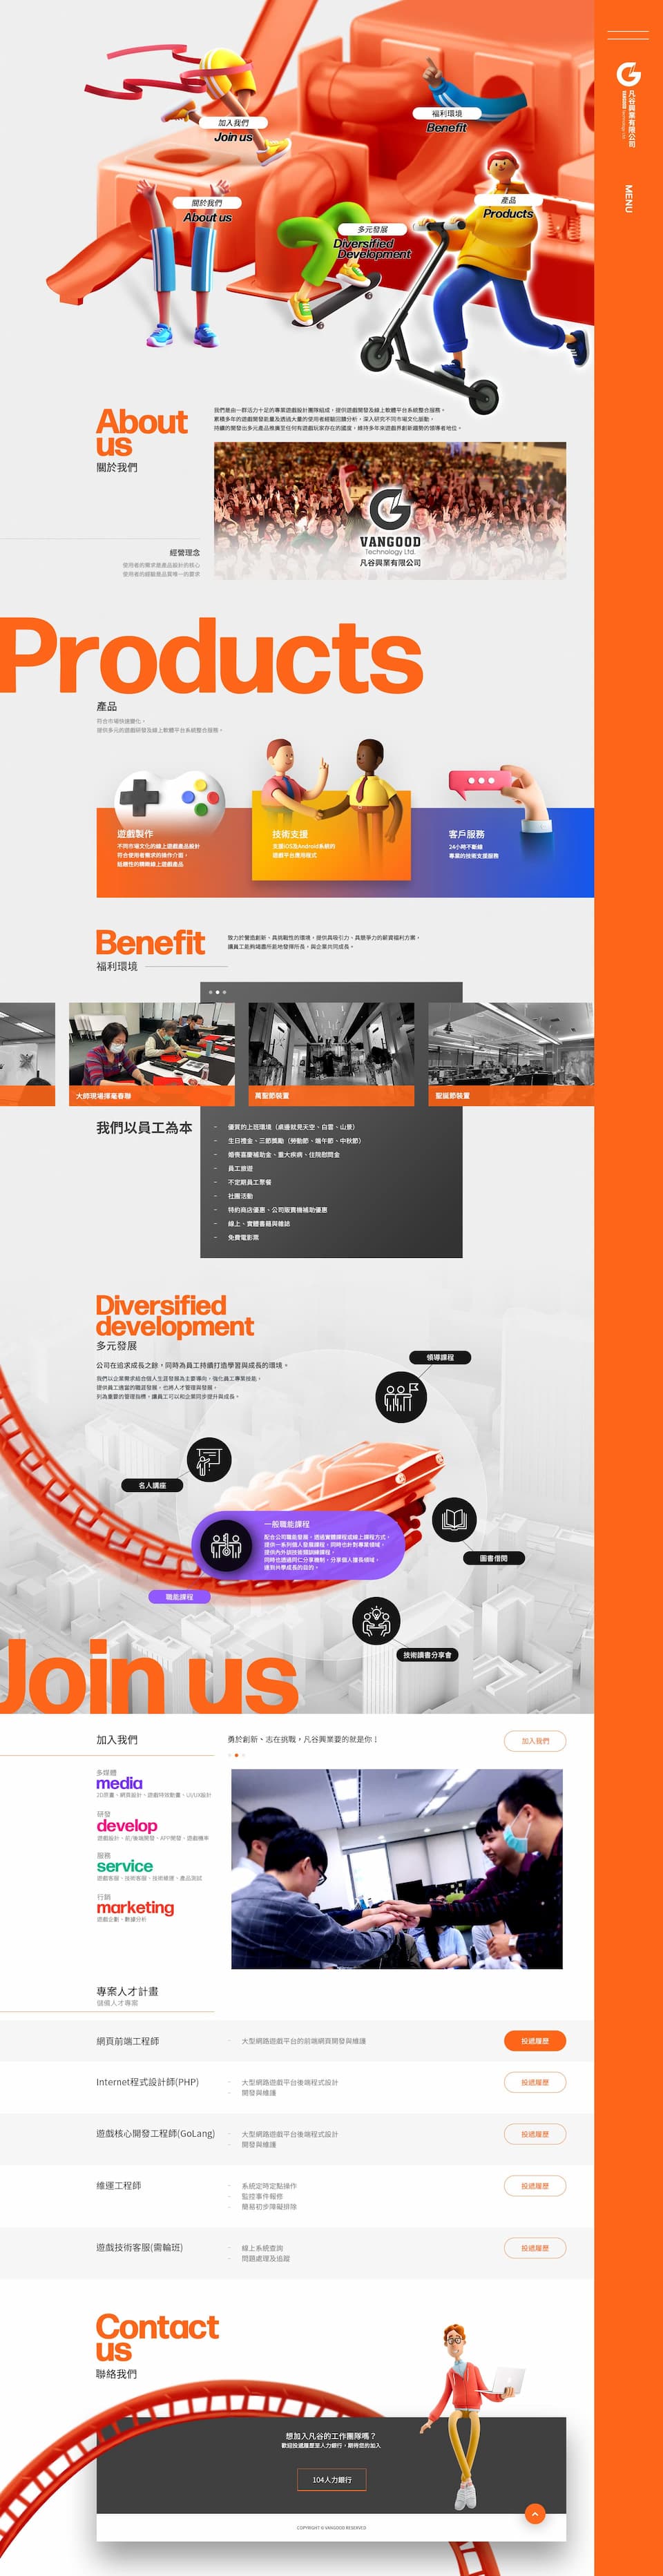 凡谷興業有限公司
VANGOOD Technology Ltd.
MENU
加入我們
Join us
福利環境
Benefit
關於我們
About us
產品
Products
多元發展
Diversified
Development
About
us
關於我們
我們是由一群活力十足的專業遊戲設計團隊組成，提供遊戲開發及線上軟體平台系統整合服務。
累積多年的遊戲開發能量及透過大量的使用者經驗回饋分析，深入研究不同市場文化脈動，
持續的開發出多元產品推廣至任何有遊戲玩家存在的國度，維持多年來遊戲界創新趨勢的領導者地位。
VANGOOD
Technology Ltd.
凡谷興業有限公司
經營理念
使用者的需求是產品設計的核心
使用者的經驗是品質唯一的要求
Products
產品
符合市場快速變化，
提供多元的遊戲研發及線上軟體平台系統整合服務。
遊戲製作
不同市場文化的線上遊戲產品設計
符合使用者需求的操作介面，
技術支援
支援iOS及Android系統的
遊戲平台應用程式
客戶服務
24小時不斷線
專業的技術支援服務
Benefit
福利環境
致力於營造創新、具挑戰性的環境，提供具吸引力、具競爭力的薪資福利方案，
讓員工能夠竭盡所能地發揮所長，與企業共同成長。
大師現場揮毫春聯
萬聖節裝置
聖誕節裝置
我們以員工為本
- 優質的上班環境（桌邊就見天空、白雲、山景）
- 生日禮金、三節獎勵（勞動節、端午節、中秋節）
- 婚喪喜慶補助金、重大疾病、住院慰問金
- 員工旅遊
- 不定期員工聚餐
- 社團活動
- 特約商店優惠、公司販賣機補助優惠
- 線上、實體書籍與雜誌
- 免費電影票
Diversified
development
多元發展
公司在追求成長之餘，同時為員工持續打造學習與成長的環境。
我們以企業需求結合個人生涯發展為主要導向，強化員工專業技能，
提供員工適當的職涯發展，也將人才管理與發展，
列為重要的管理指標，讓員工可以和企業同步提升與成長。
領導課程
名人講座
一般職能課程
配合公司職能發展，透過實體課程或線上課程方式，
提供一系列個人發展課程，同時也針對專業領域，
提供內外部技術類訓練課程，
同時也透過同仁分享機制，分享個人擅長領域，
達到共學成長的目的。
圖書借閱
職能課程
技術讀書分享會
Join us
加入我們
勇於創新、志在挑戰，凡谷興業要的就是你！
加入我們
多媒體
media
2D原畫、網頁設計、遊戲特效動畫、UI/UX設計
研發
develop
遊戲設計、前/後端開發、APP開發、遊戲機率
服務
service
遊戲客服、技術客服、技術維運、產品測試
行銷
marketing
遊戲企劃、數據分析
專案人才計畫
儲備人才專案
網頁前端工程師
- 大型網路遊戲平台的前端網頁開發與維護
投遞履歷
Internet程式設計師(PHP)
- 大型網路遊戲平台後端程式設計
- 開發與維護
投遞履歷
遊戲核心開發工程師(GoLang)
- 大型網路遊戲平台後端程式設計
- 開發與維護
投遞履歷
維運工程師
- 系統定時定點操作
- 監控事件報修
- 簡易初步障礙排除
投遞履歷
遊戲技術客服(需輪班)
- 線上系統查詢
- 問題處理及追蹤
投遞履歷
Contact
us
聯絡我們
想加入凡谷的工作團隊嗎？
歡迎投遞履歷至人力銀行，期待您的加入
104人力銀行
COPYRIGHT © VANGOOD RESERVED